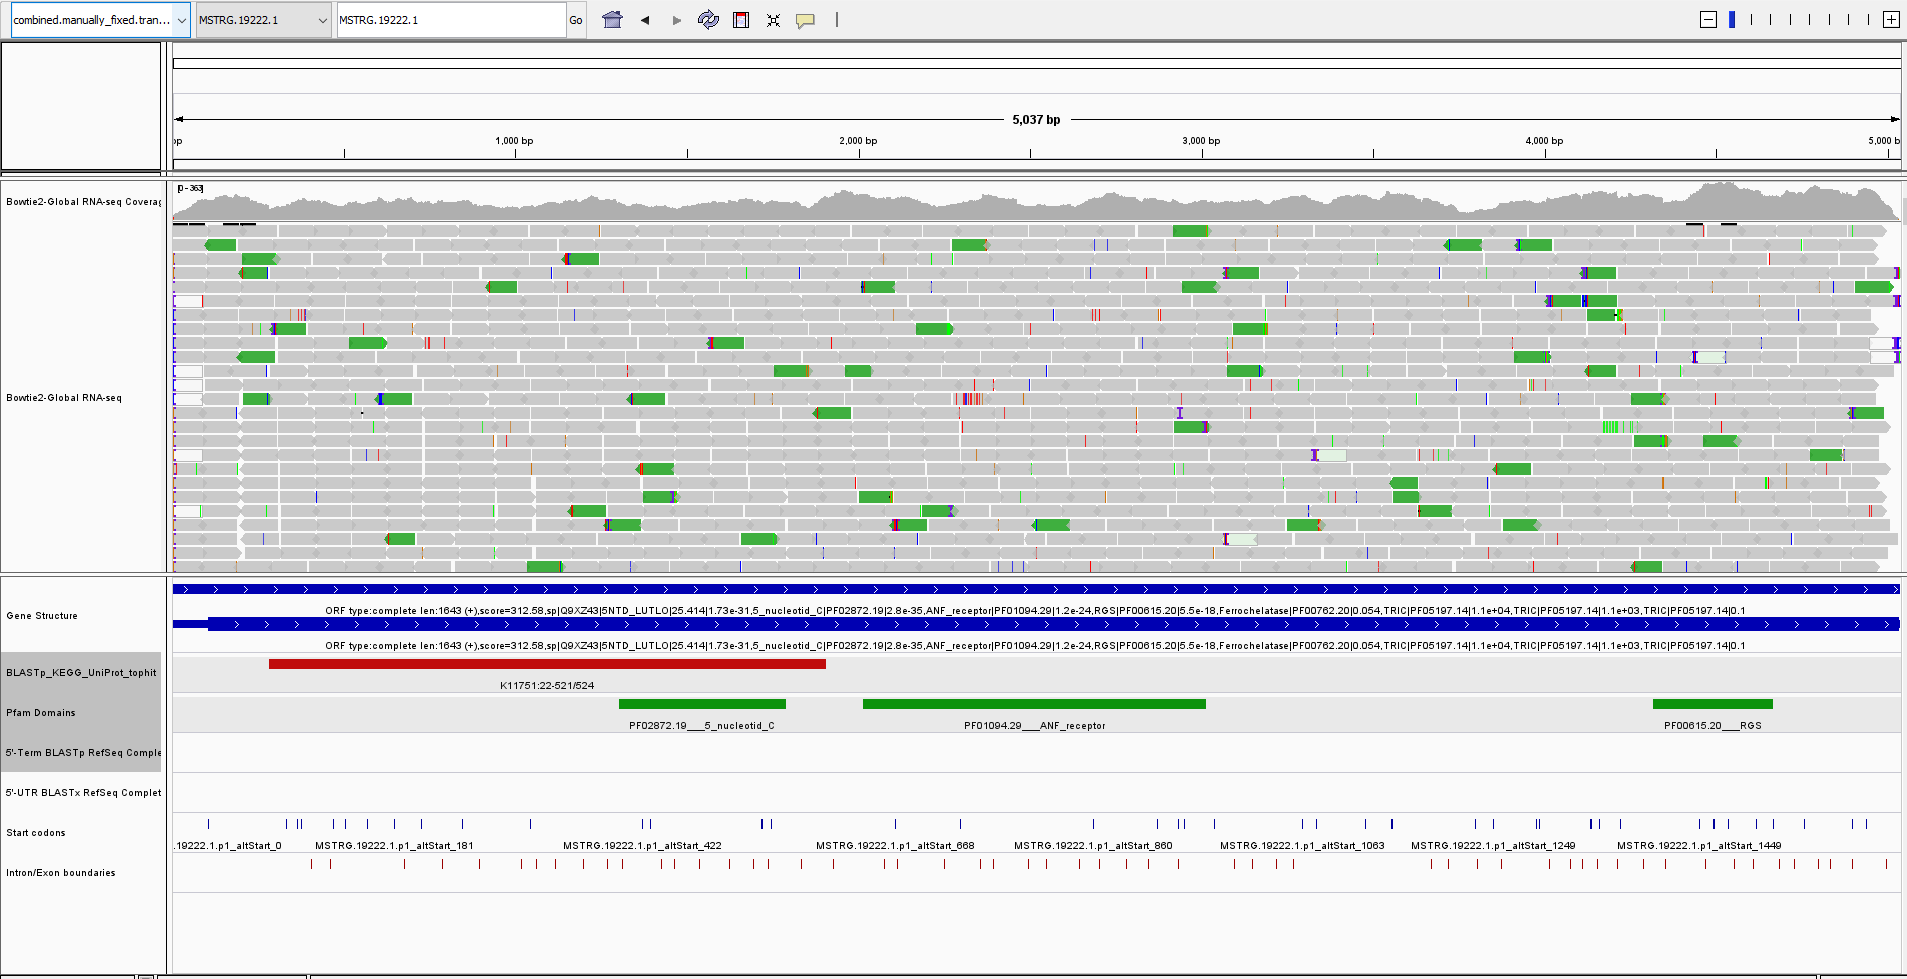 combined.manually_fixed.tran... MSTRG.19222.1 MSTRG.19222.1 Go
5,037 bp
1,000 bp 2,000 bp 3,000 bp 4,000 bp 5,000 b
[0 - 363]
Bowtie2-Global RNA-seq Coverag
Bowtie2-Global RNA-seq
Gene Structure
ORF type:complete len:1643 (+),score=312.58,sp|Q9XZ43|5NTD_LUTLO|25.414|1.73e-31,5_nucleotid_C|PF02872.19|2.8e-35,ANF_receptor|PF01094.29|1.2e-24,RGS|PF00615.20|5.5e-18,Ferrochelatase|PF00762.20|0.054,TRIC|PF05197.14|1.1e+04,TRIC|PF05197.14|1.1e+03,TRIC|PF05197.14|0.1
ORF type:complete len:1643 (+),score=312.58,sp|Q9XZ43|5NTD_LUTLO|25.414|1.73e-31,5_nucleotid_C|PF02872.19|2.8e-35,ANF_receptor|PF01094.29|1.2e-24,RGS|PF00615.20|5.5e-18,Ferrochelatase|PF00762.20|0.054,TRIC|PF05197.14|1.1e+04,TRIC|PF05197.14|1.1e+03,TRIC|PF05197.14|0.1
BLASTp_KEGG_UniProt_tophit
K11751:22-521/524
Pfam Domains
PF02872.19___5_nucleotid_C PF01094.29___ANF_receptor PF00615.20___RGS
5'-Term BLASTp RefSeq Comple
5'-UTR BLASTx RefSeq Complet
Start codons
.19222.1.p1_altStart_0 MSTRG.19222.1.p1_altStart_181 MSTRG.19222.1.p1_altStart_422 MSTRG.19222.1.p1_altStart_668 MSTRG.19222.1.p1_altStart_860 MSTRG.19222.1.p1_altStart_1063 MSTRG.19222.1.p1_altStart_1249 MSTRG.19222.1.p1_altStart_1449
Intron/Exon boundaries